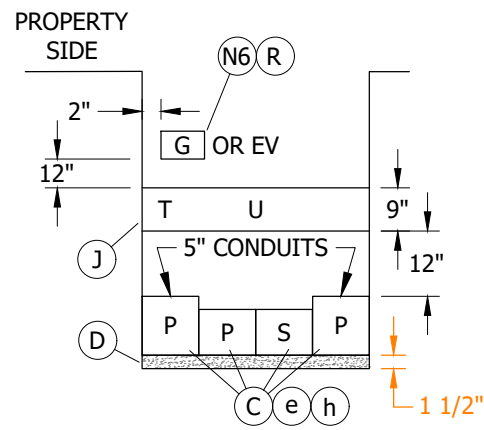 PROPERTY
SIDE
N6 R
2"
G OR EV
12"
T U 9"
J
5" CONDUITS 12"
P P S P
D
C e h
1 1/2"